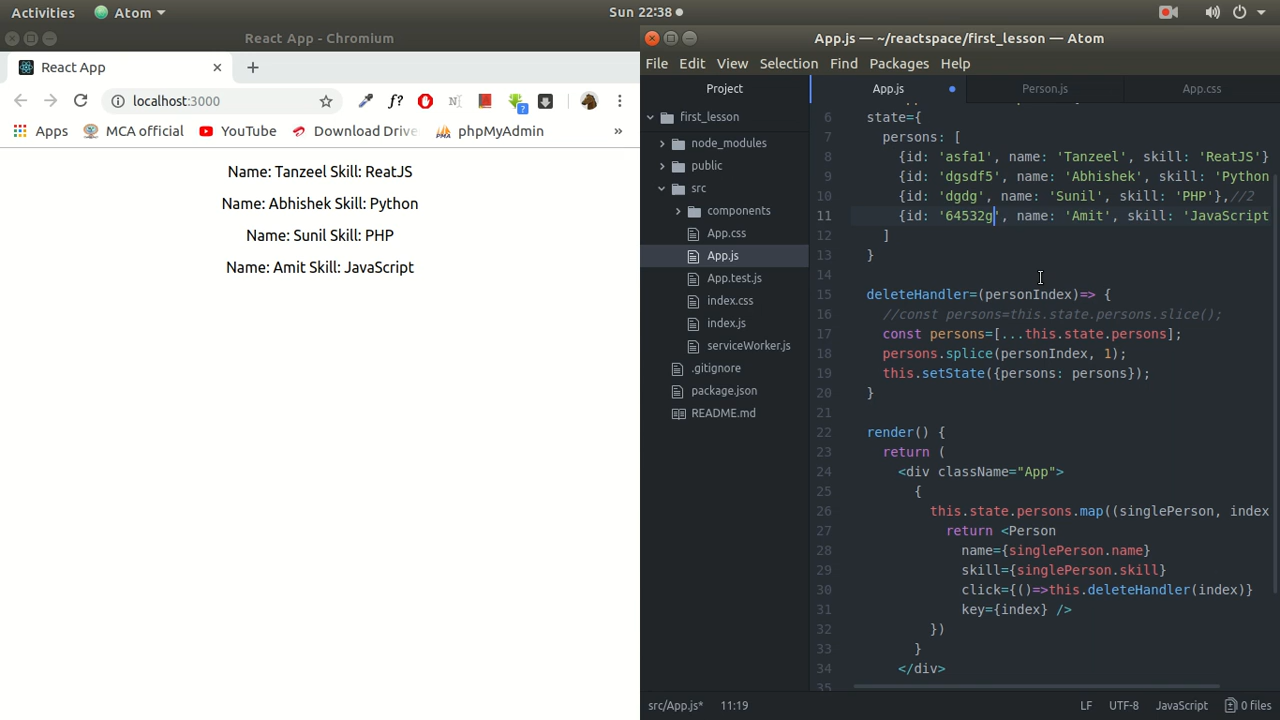 Activities Atom Sun 22:38
React App - Chromium
React App
localhost:3000
Apps MCA official YouTube Download Drive phpMyAdmin »
Name: Tanzeel Skill: ReatJS
Name: Abhishek Skill: Python
Name: Sunil Skill: PHP
Name: Amit Skill: JavaScript
App.js — ~/reactspace/first_lesson — Atom
File Edit View Selection Find Packages Help
Project
first_lesson
node_modules
public
src
components
App.css
App.js
App.test.js
index.css
index.js
serviceWorker.js
.gitignore
package.json
README.md
App.js Person.js App.css
6 state={
7 persons: [
8 {id: 'asfa1', name: 'Tanzeel', skill: 'ReatJS'}
9 {id: 'dgsdf5', name: 'Abhishek', skill: 'Python
10 {id: 'dgdg', name: 'Sunil', skill: 'PHP'},//2
11 {id: '64532g', name: 'Amit', skill: 'JavaScript
12 ]
13 }
14
15 deleteHandler=(personIndex)=> {
16 //const persons=this.state.persons.slice();
17 const persons=[...this.state.persons];
18 persons.splice(personIndex, 1);
19 this.setState({persons: persons});
20 }
21
22 render() {
23 return (
24 <div className="App">
25 {
26 this.state.persons.map((singlePerson, index
27 return <Person
28 name={singlePerson.name}
29 skill={singlePerson.skill}
30 click={()=>this.deleteHandler(index)}
31 key={index} />
32 })
33 }
34 </div>
35
src/App.js* 11:19 LF UTF-8 JavaScript 0 files